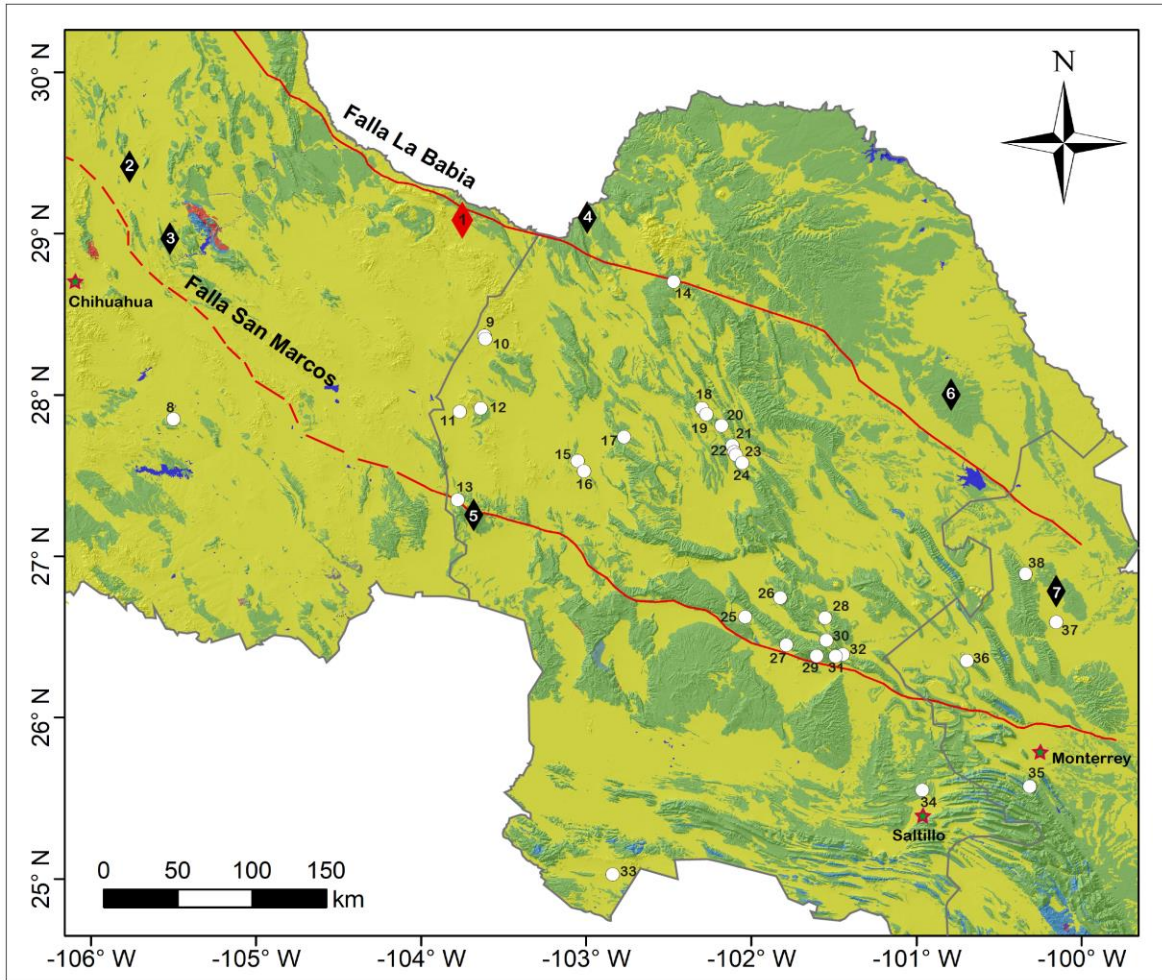 N
30° N
29° N
28° N
27° N
26° N
25° N
Falla La Babia
Falla San Marcos
Chihuahua
Monterrey
Saltillo
1
2
3
4
5
6
7
8
9
10
11
12
13
14
15
16
17
18
19
20
21
22
23
24
25
26
27
28
29
30
31
32
33
34
35
36
37
38
0 50 100 150
km
-106° W -105° W -104° W -103° W -102° W -101° W -100° W